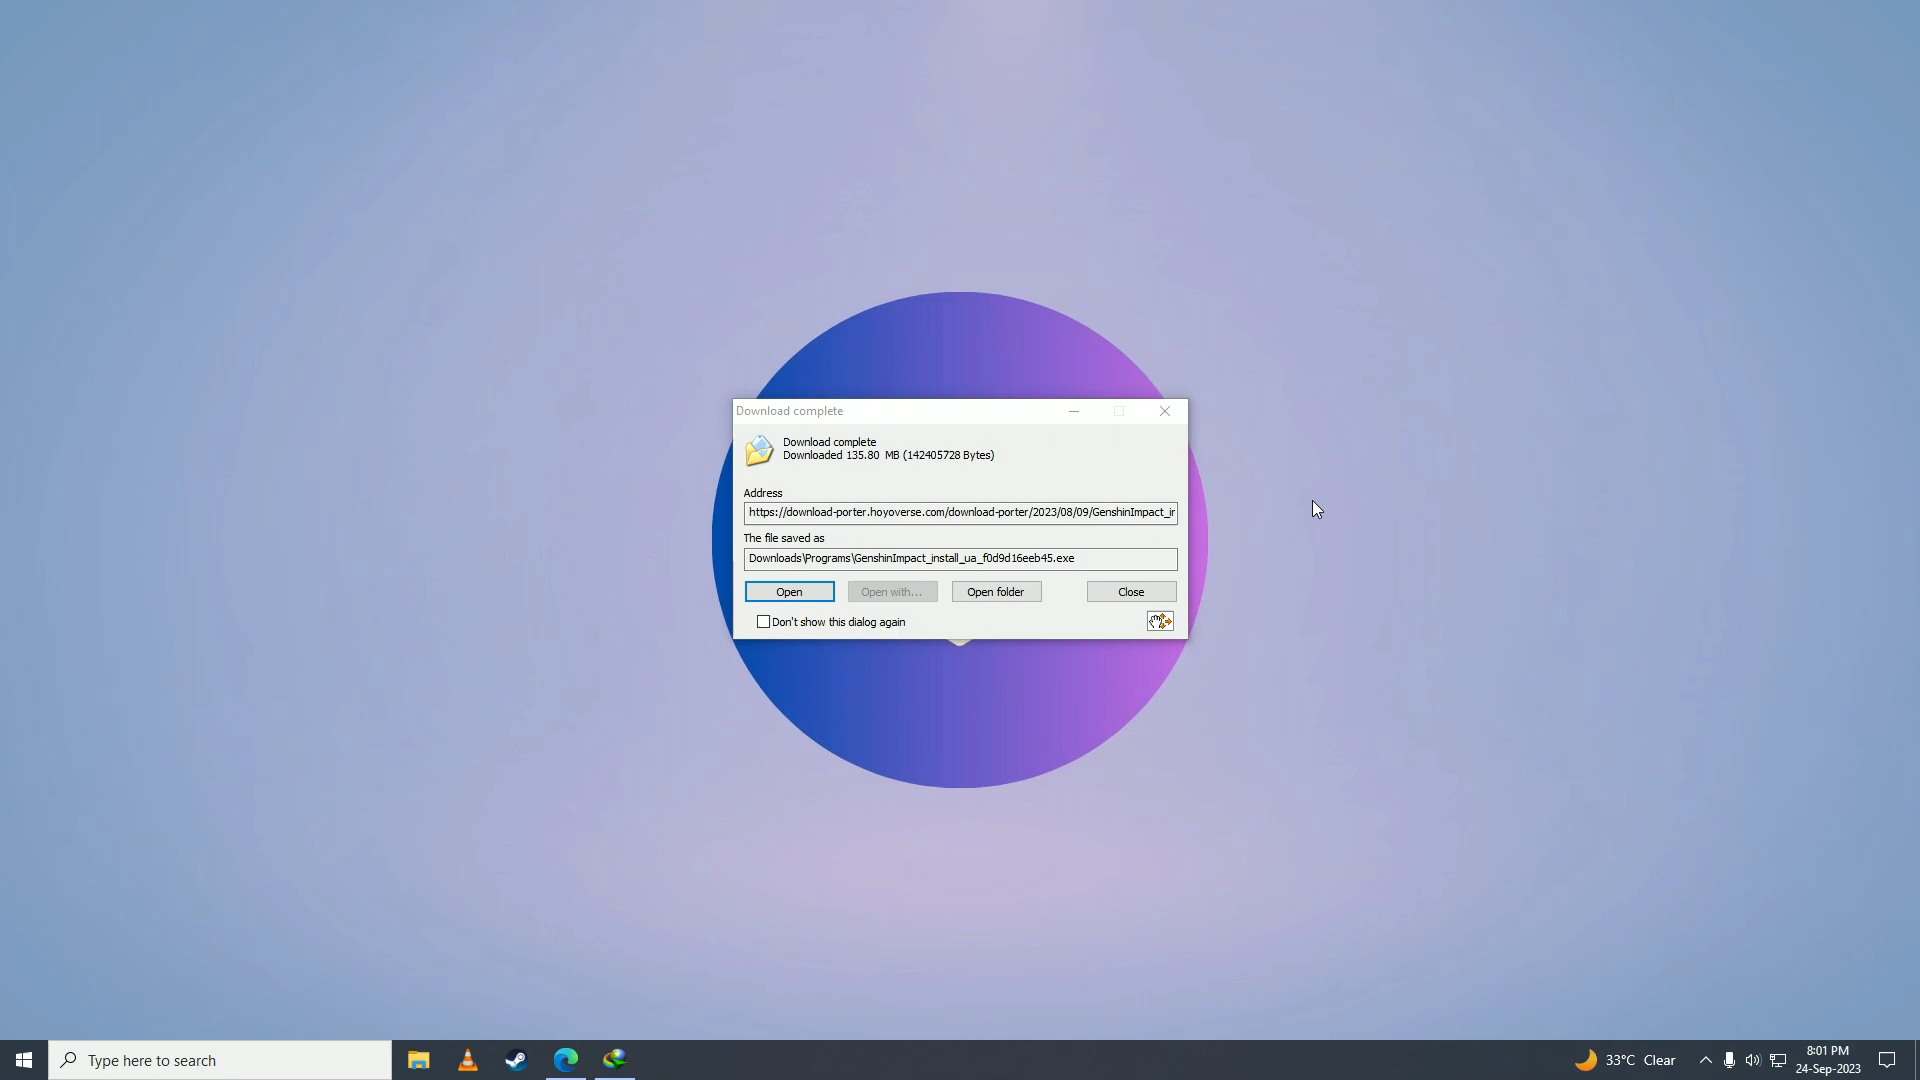 Download complete
Download complete
Downloaded 135.80 MB (142405728 Bytes)
Address
https://download-porter.hoyoverse.com/download-porter/2023/08/09/GenshinImpact_ir
The file saved as
Downloads\Programs\GenshinImpact_install_ua_f0d9d16eeb45.exe
Open
Open with...
Open folder
Close
Don't show this dialog again
Type here to search
33°C Clear
8:01 PM
24-Sep-2023